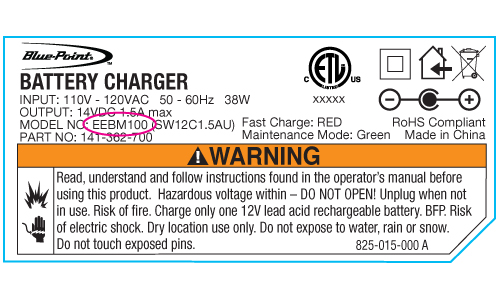 Blue-Point
BATTERY CHARGER
INPUT: 110V - 120VAC 50 - 60Hz 38W
OUTPUT: 14VDC 1.5A max
MODEL NO: EEBM100 (SW12C1.5AU)
PART NO: 141-362-700
C ETL US
XXXXX
Fast Charge: RED
Maintenance Mode: Green
RoHS Compliant
Made in China
WARNING
Read, understand and follow instructions found in the operator's manual before
using this product. Hazardous voltage within – DO NOT OPEN! Unplug when not
in use. Risk of fire. Charge only one 12V lead acid rechargeable battery. BFP. Risk
of electric shock. Dry location use only. Do not expose to water, rain or snow.
Do not touch exposed pins.
825-015-000 A